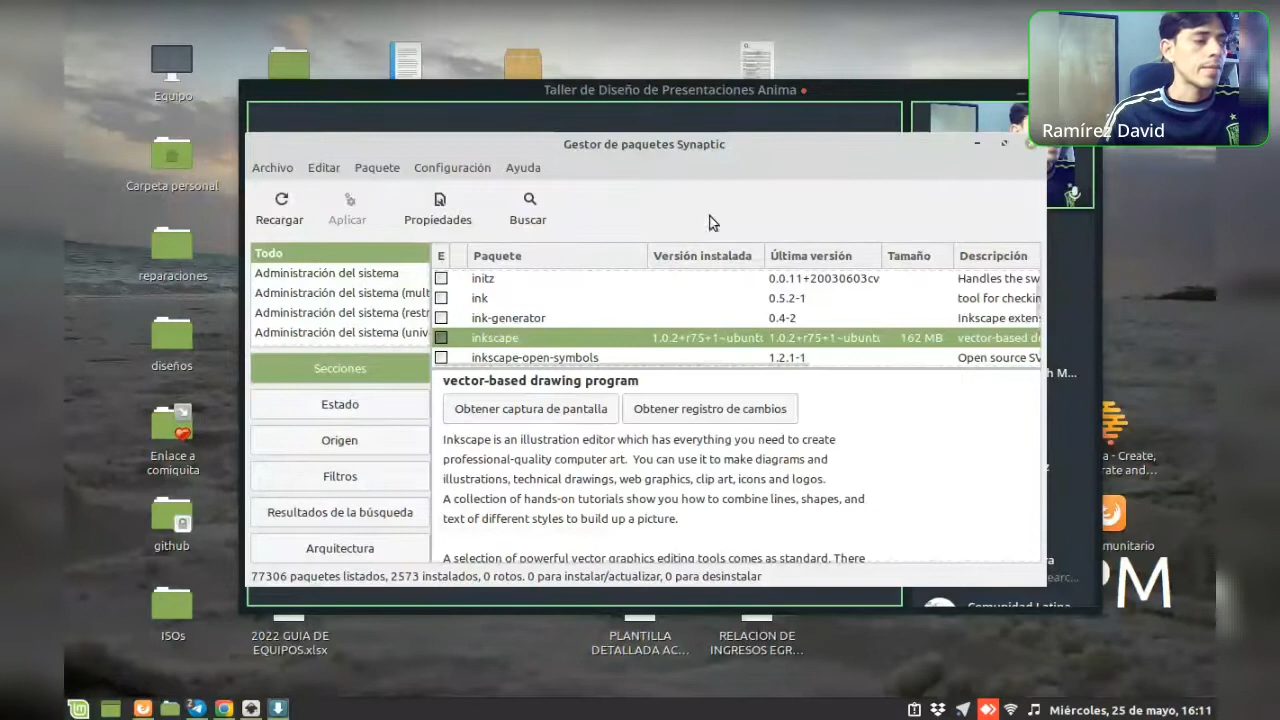 Ramírez David
Equipo
Carpeta personal
reparaciones
diseños
Enlace a
comiquita
github
ISOs
Taller de Diseño de Presentaciones Anima
Gestor de paquetes Synaptic
Archivo Editar Paquete Configuración Ayuda
Recargar Aplicar Propiedades Buscar
Todo
Administración del sistema
Administración del sistema (mult
Administración del sistema (restr
Administración del sistema (univ
Secciones
Estado
Origen
Filtros
Resultados de la búsqueda
Arquitectura
E Paquete Versión instalada Última versión Tamaño Descripción
initz 0.0.11+20030603cv Handles the sw
ink 0.5.2-1 tool for checkin
ink-generator 0.4-2 Inkscape exten
inkscape 1.0.2+r75+1~ubuntu 1.0.2+r75+1~ubuntu 162 MB vector-based dr
inkscape-open-symbols 1.2.1-1 Open source SV
vector-based drawing program
Obtener captura de pantalla Obtener registro de cambios
Inkscape is an illustration editor which has everything you need to create
professional-quality computer art. You can use it to make diagrams and
illustrations, technical drawings, web graphics, clip art, icons and logos.
A collection of hands-on tutorials show you how to combine lines, shapes, and
text of different styles to build up a picture.
A selection of powerful vector graphics editing tools comes as standard. There
77306 paquetes listados, 2573 instalados, 0 rotos. 0 para instalar/actualizar, 0 para desinstalar
h M...
a - Create,
rate and...
omunitario
ra
earc...
PM
Comunidad Latina
2022 GUIA DE
EQUIPOS.xlsx
PLANTILLA
DETALLADA AC...
RELACION DE
INGRESOS EGR...
2
Miércoles, 25 de mayo, 16:11